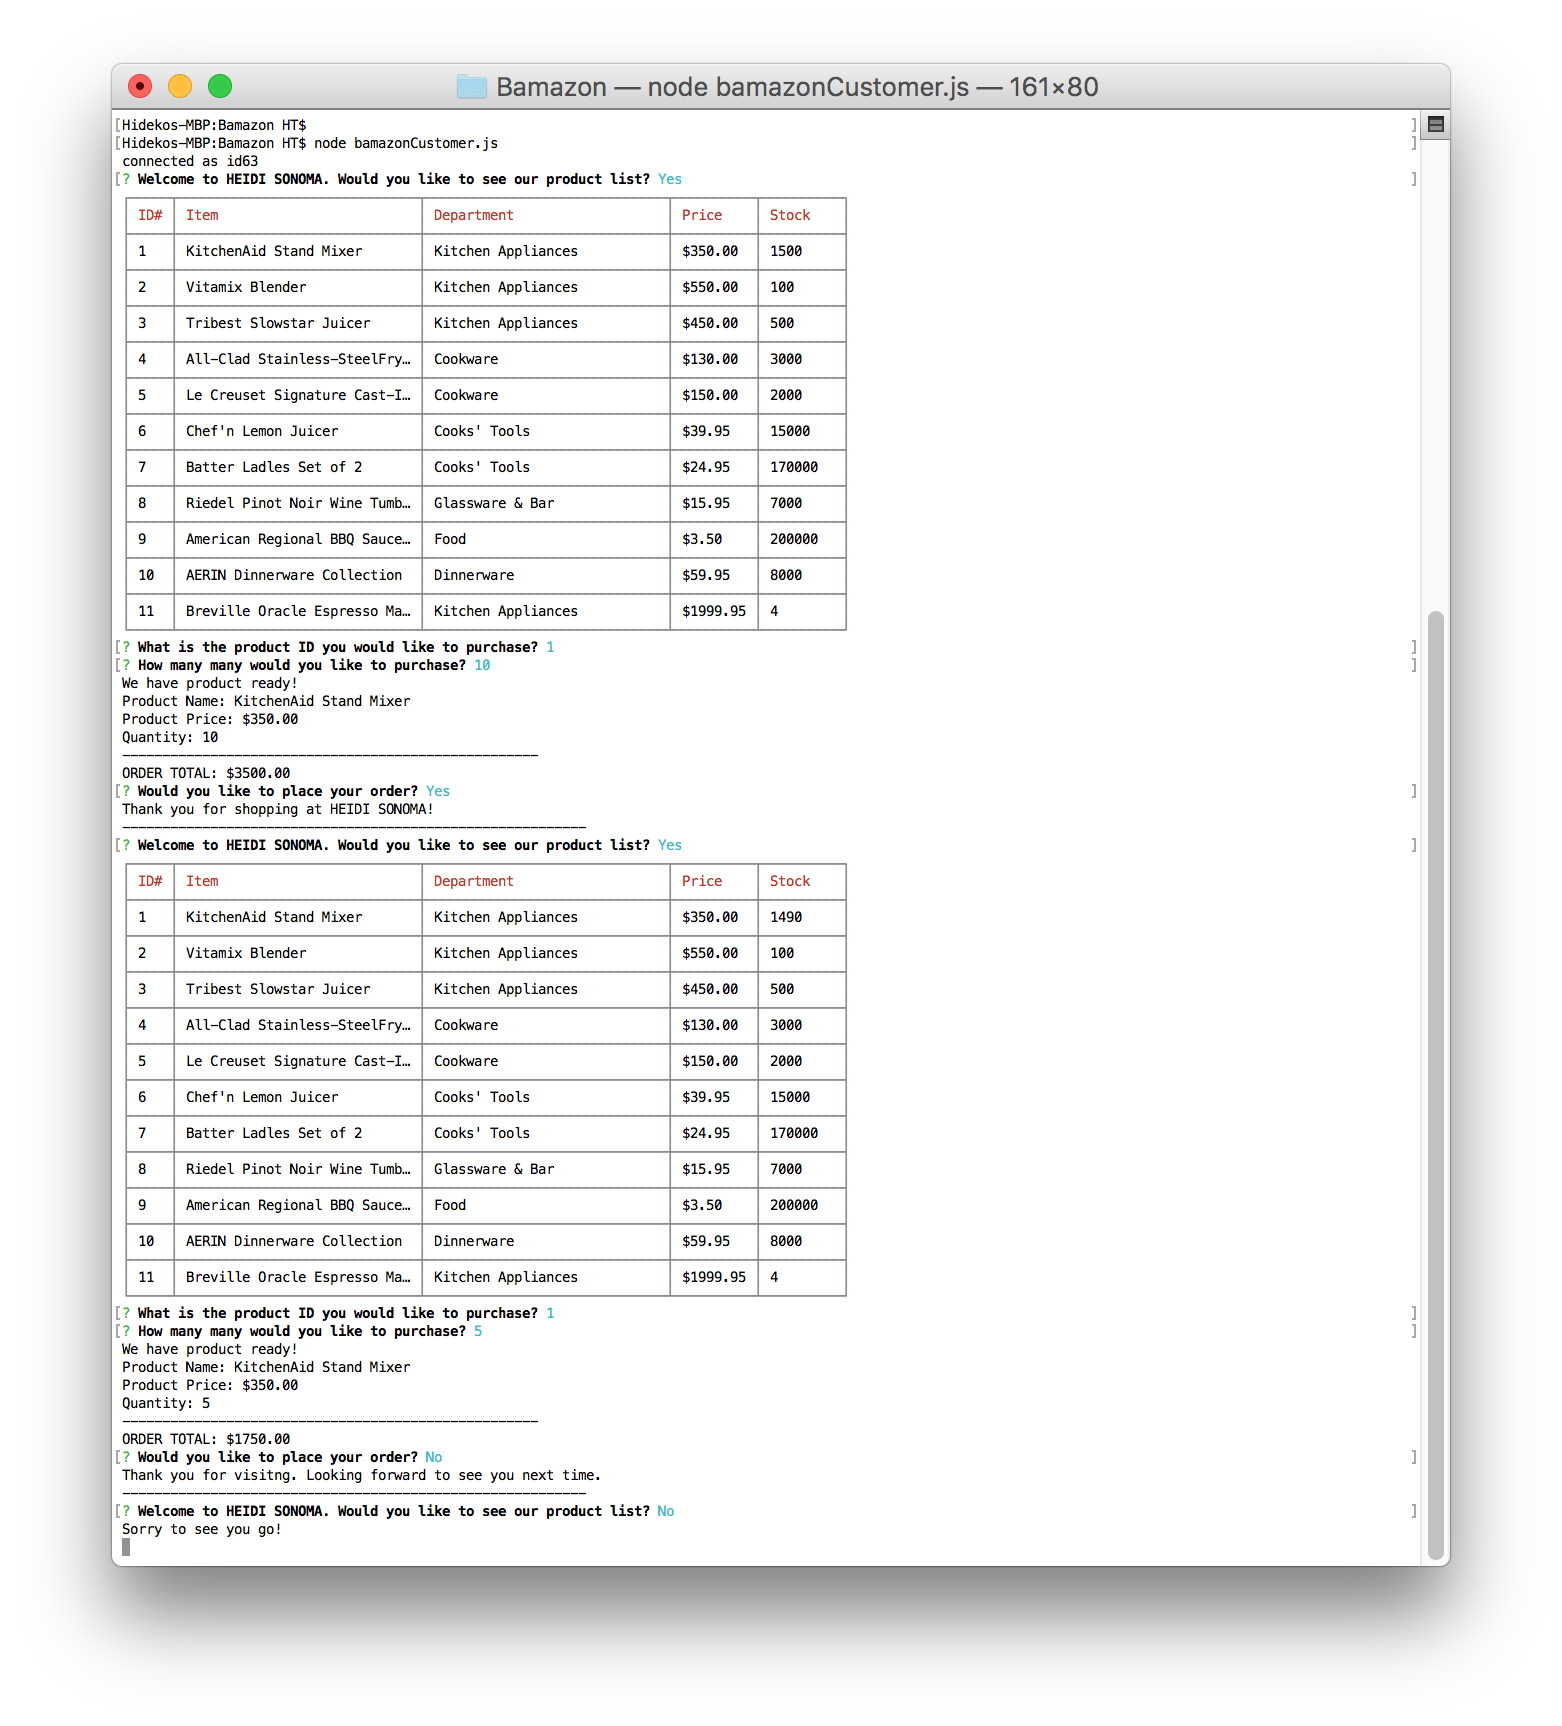 Bamazon — node bamazonCustomer.js — 161×80
[Hidekos-MBP:Bamazon HT$ ]
[Hidekos-MBP:Bamazon HT$ node bamazonCustomer.js ]
connected as id63
[? Welcome to HEIDI SONOMA. Would you like to see our product list? Yes ]
ID# Item Department Price Stock
1 KitchenAid Stand Mixer Kitchen Appliances $350.00 1500
2 Vitamix Blender Kitchen Appliances $550.00 100
3 Tribest Slowstar Juicer Kitchen Appliances $450.00 500
4 All-Clad Stainless-SteelFry… Cookware $130.00 3000
5 Le Creuset Signature Cast-I… Cookware $150.00 2000
6 Chef'n Lemon Juicer Cooks' Tools $39.95 15000
7 Batter Ladles Set of 2 Cooks' Tools $24.95 170000
8 Riedel Pinot Noir Wine Tumb… Glassware & Bar $15.95 7000
9 American Regional BBQ Sauce… Food $3.50 200000
10 AERIN Dinnerware Collection Dinnerware $59.95 8000
11 Breville Oracle Espresso Ma… Kitchen Appliances $1999.95 4
[? What is the product ID you would like to purchase? 1 ]
[? How many many would you like to purchase? 10 ]
We have product ready!
Product Name: KitchenAid Stand Mixer
Product Price: $350.00
Quantity: 10
----------------------------------------------------
ORDER TOTAL: $3500.00
[? Would you like to place your order? Yes ]
Thank you for shopping at HEIDI SONOMA!
----------------------------------------------------------
[? Welcome to HEIDI SONOMA. Would you like to see our product list? Yes ]
ID# Item Department Price Stock
1 KitchenAid Stand Mixer Kitchen Appliances $350.00 1490
2 Vitamix Blender Kitchen Appliances $550.00 100
3 Tribest Slowstar Juicer Kitchen Appliances $450.00 500
4 All-Clad Stainless-SteelFry… Cookware $130.00 3000
5 Le Creuset Signature Cast-I… Cookware $150.00 2000
6 Chef'n Lemon Juicer Cooks' Tools $39.95 15000
7 Batter Ladles Set of 2 Cooks' Tools $24.95 170000
8 Riedel Pinot Noir Wine Tumb… Glassware & Bar $15.95 7000
9 American Regional BBQ Sauce… Food $3.50 200000
10 AERIN Dinnerware Collection Dinnerware $59.95 8000
11 Breville Oracle Espresso Ma… Kitchen Appliances $1999.95 4
[? What is the product ID you would like to purchase? 1 ]
[? How many many would you like to purchase? 5 ]
We have product ready!
Product Name: KitchenAid Stand Mixer
Product Price: $350.00
Quantity: 5
----------------------------------------------------
ORDER TOTAL: $1750.00
[? Would you like to place your order? No ]
Thank you for visitng. Looking forward to see you next time.
----------------------------------------------------------
[? Welcome to HEIDI SONOMA. Would you like to see our product list? No ]
Sorry to see you go!